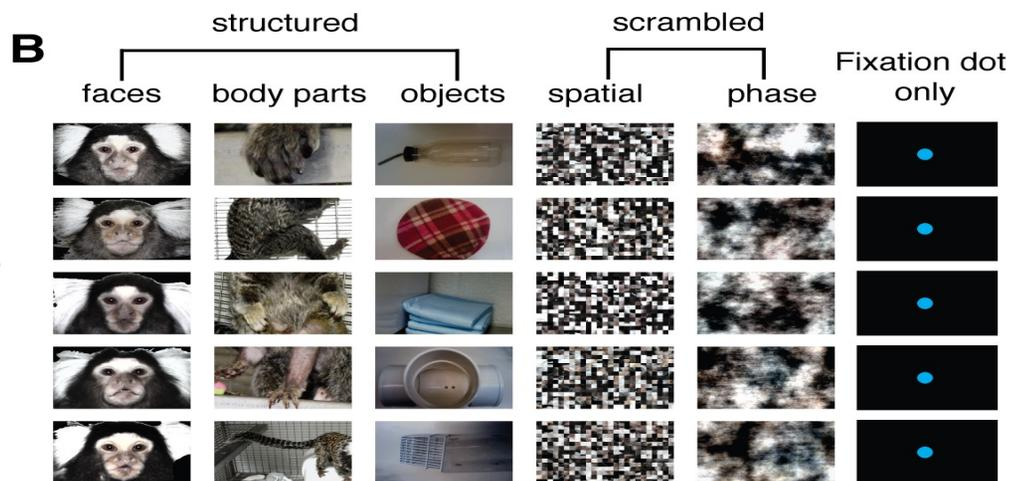 B
structured
scrambled
faces
body parts
objects
spatial
phase
Fixation dot
only